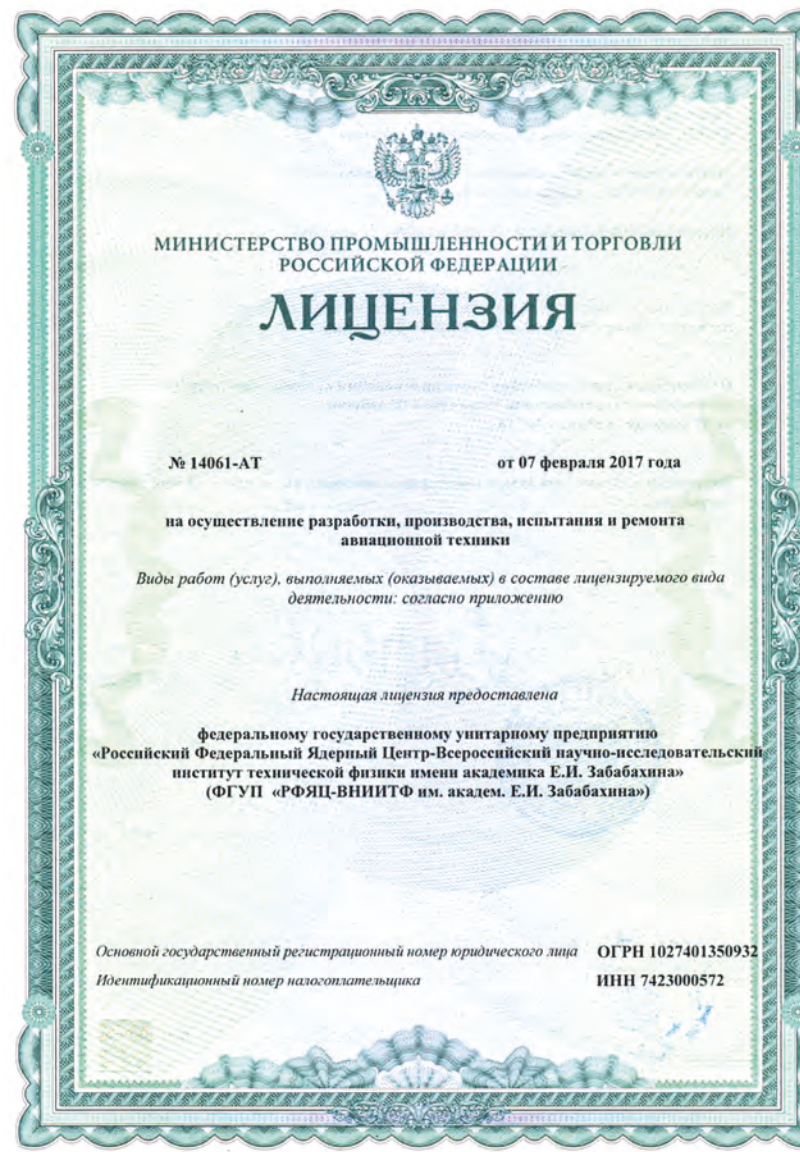 МИНИСТЕРСТВО ПРОМЫШЛЕННОСТИ И ТОРГОВЛИ
РОССИЙСКОЙ ФЕДЕРАЦИИ
ЛИЦЕНЗИЯ
№ 14061-АТ от 07 февраля 2017 года
на осуществление разработки, производства, испытания и ремонта
авиационной техники
Виды работ (услуг), выполняемых (оказываемых) в составе лицензируемого вида
деятельности: согласно приложению
Настоящая лицензия предоставлена
федеральному государственному унитарному предприятию
«Российский Федеральный Ядерный Центр-Всероссийский научно-исследовательский
институт технической физики имени академика Е.И. Забабахина»
(ФГУП «РФЯЦ-ВНИИТФ им. академ. Е.И. Забабахина»)
Основной государственный регистрационный номер юридического лица ОГРН 1027401350932
Идентификационный номер налогоплательщика ИНН 7423000572